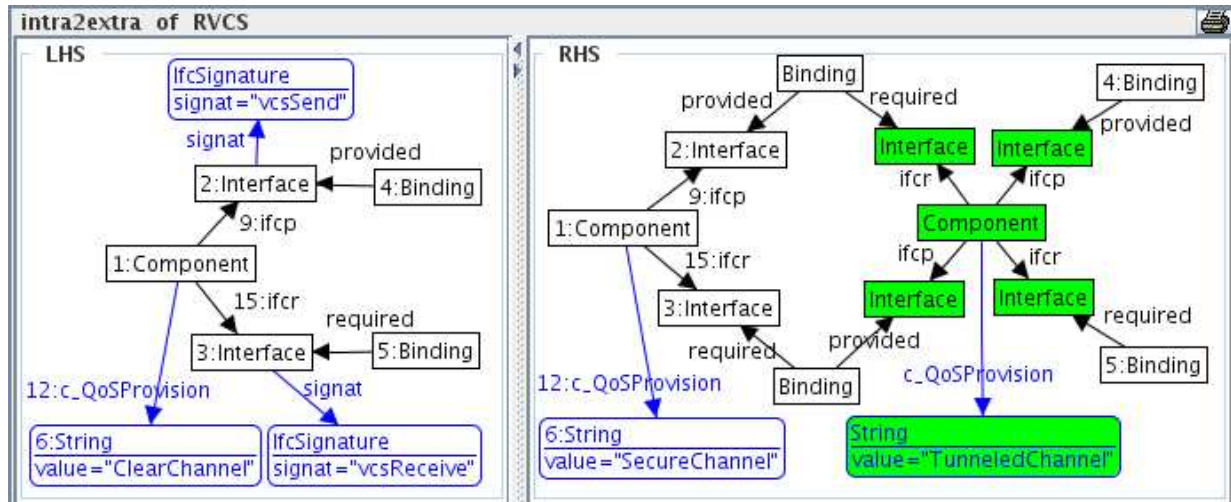 intra2extra of RVCS
LHS
IfcSignature
signat="vcsSend"
signat
provided
2:Interface
4:Binding
9:ifcp
1:Component
15:ifcr
required
3:Interface
5:Binding
12:c_QoSProvision
signat
6:String
value="ClearChannel"
IfcSignature
signat="vcsReceive"
RHS
Binding
4:Binding
provided
required
provided
2:Interface
Interface
Interface
9:ifcp
ifcr
ifcp
1:Component
Component
15:ifcr
ifcp
ifcr
3:Interface
Interface
Interface
required
provided
required
12:c_QoSProvision
Binding
c_QoSProvision
5:Binding
6:String
value="SecureChannel"
String
value="TunneledChannel"